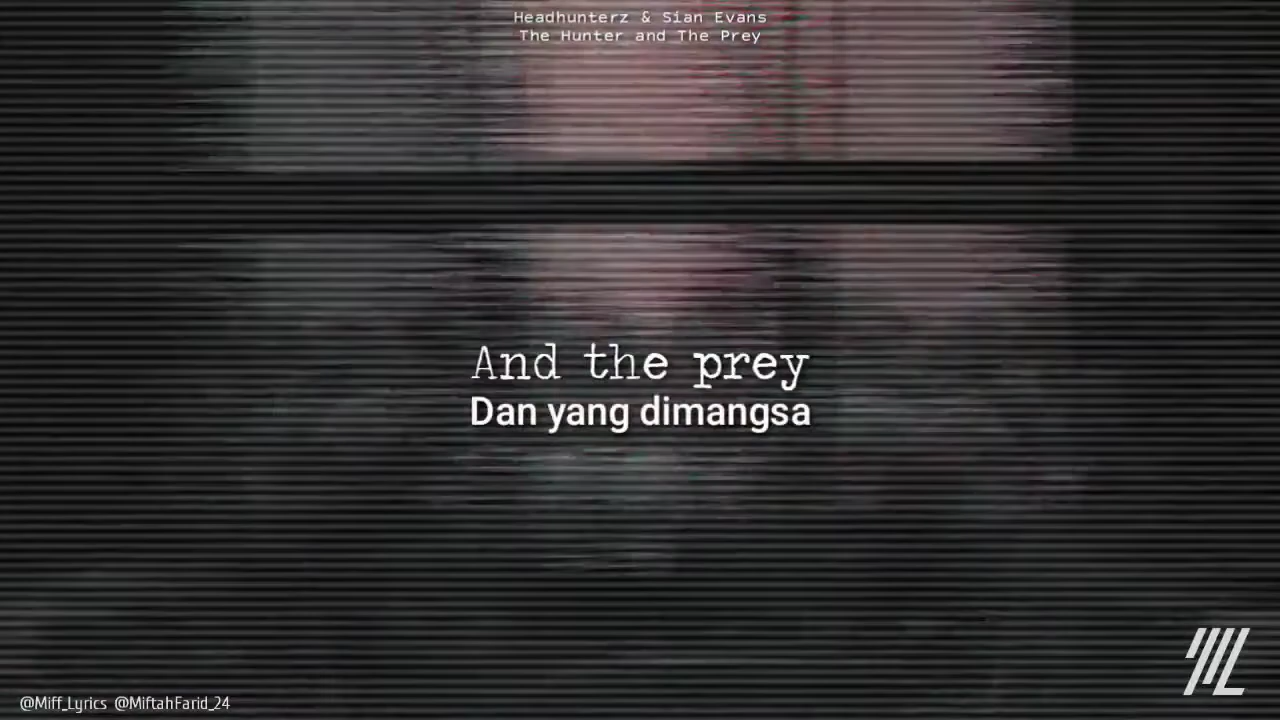 Headhunterz & Sian Evans
The Hunter and The Prey
And the prey
Dan yang dimangsa
@Miff_Lyrics @MiftahFarid_24